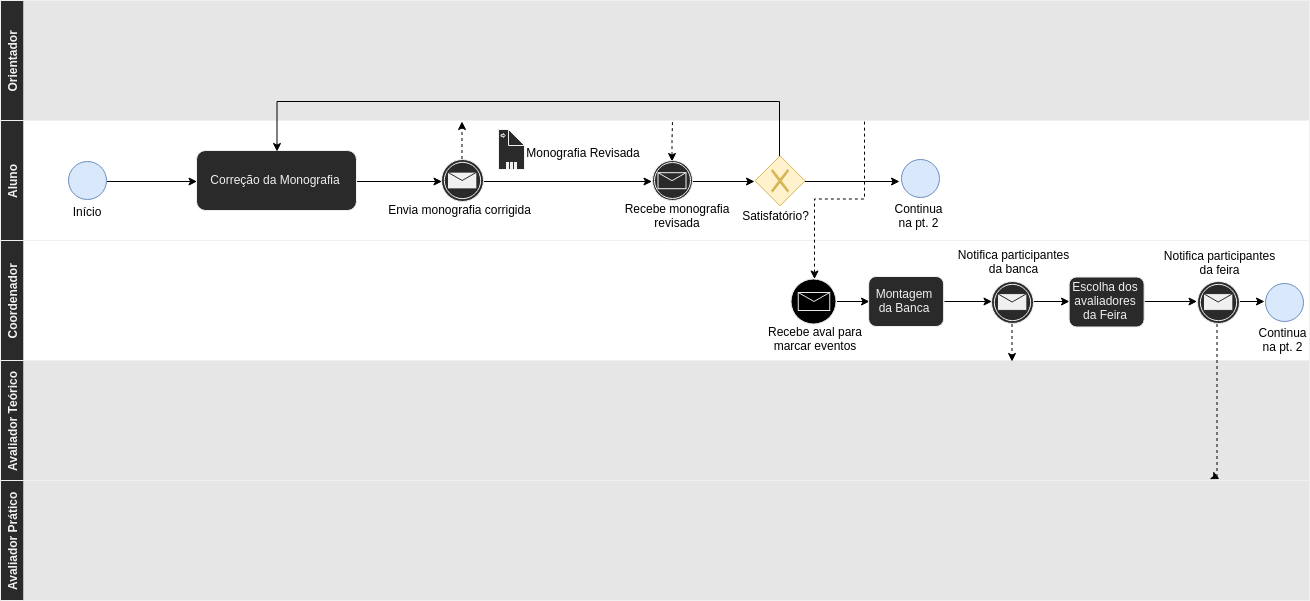 Orientador
Aluno
Início
Correção da Monografia
Envia monografia corrigida
Monografia Revisada
Recebe monografia
revisada
Satisfatório?
Continua
na pt. 2
Coordenador
Recebe aval para
marcar eventos
Montagem
da Banca
Notifica participantes
da banca
Escolha dos
avaliadores
da Feira
Notifica participantes
da feira
Continua
na pt. 2
Avaliador Teórico
Avaliador Prático